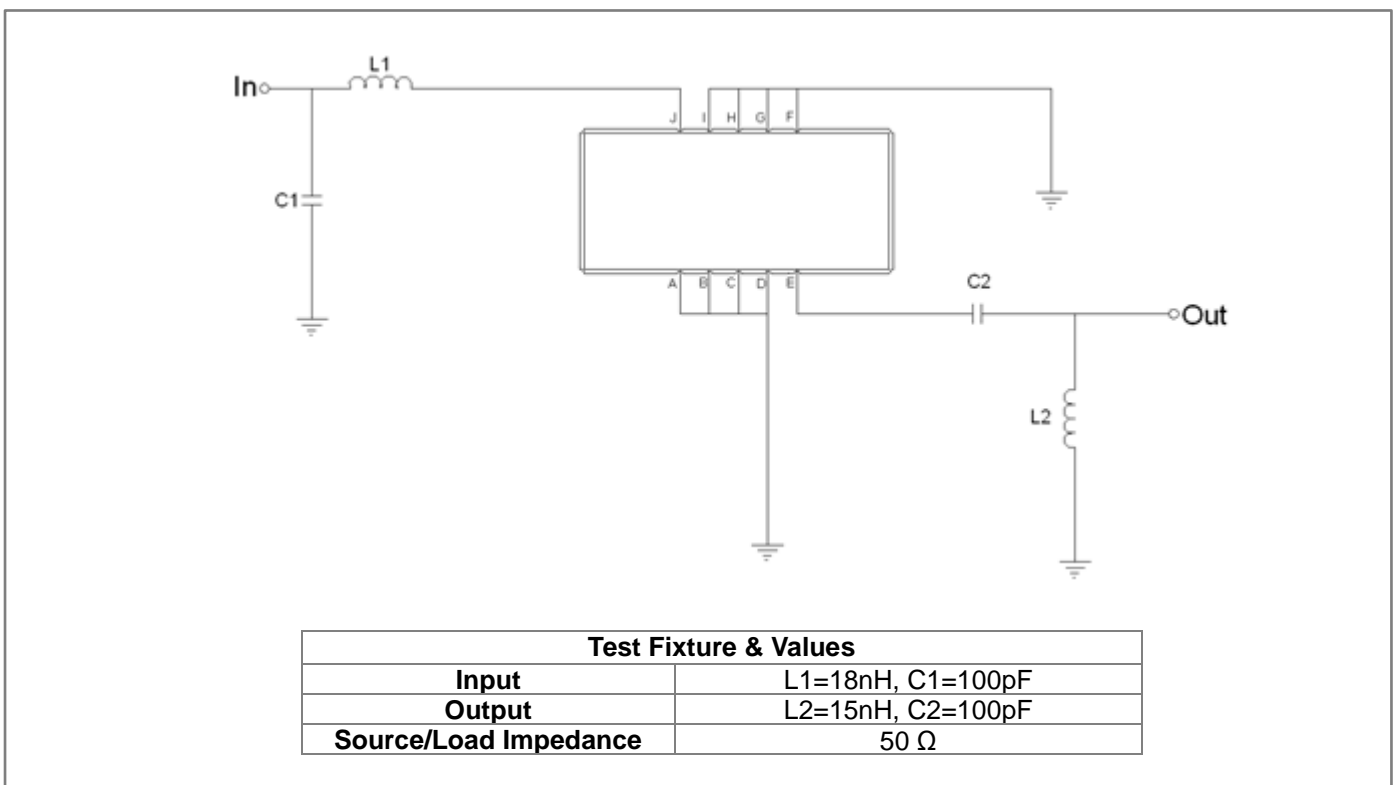 L1
In
J I H G F
C1
A B C D E
C2
Out
L2
Test Fixture & Values
Input L1=18nH, C1=100pF
Output L2=15nH, C2=100pF
Source/Load Impedance 50 Ω